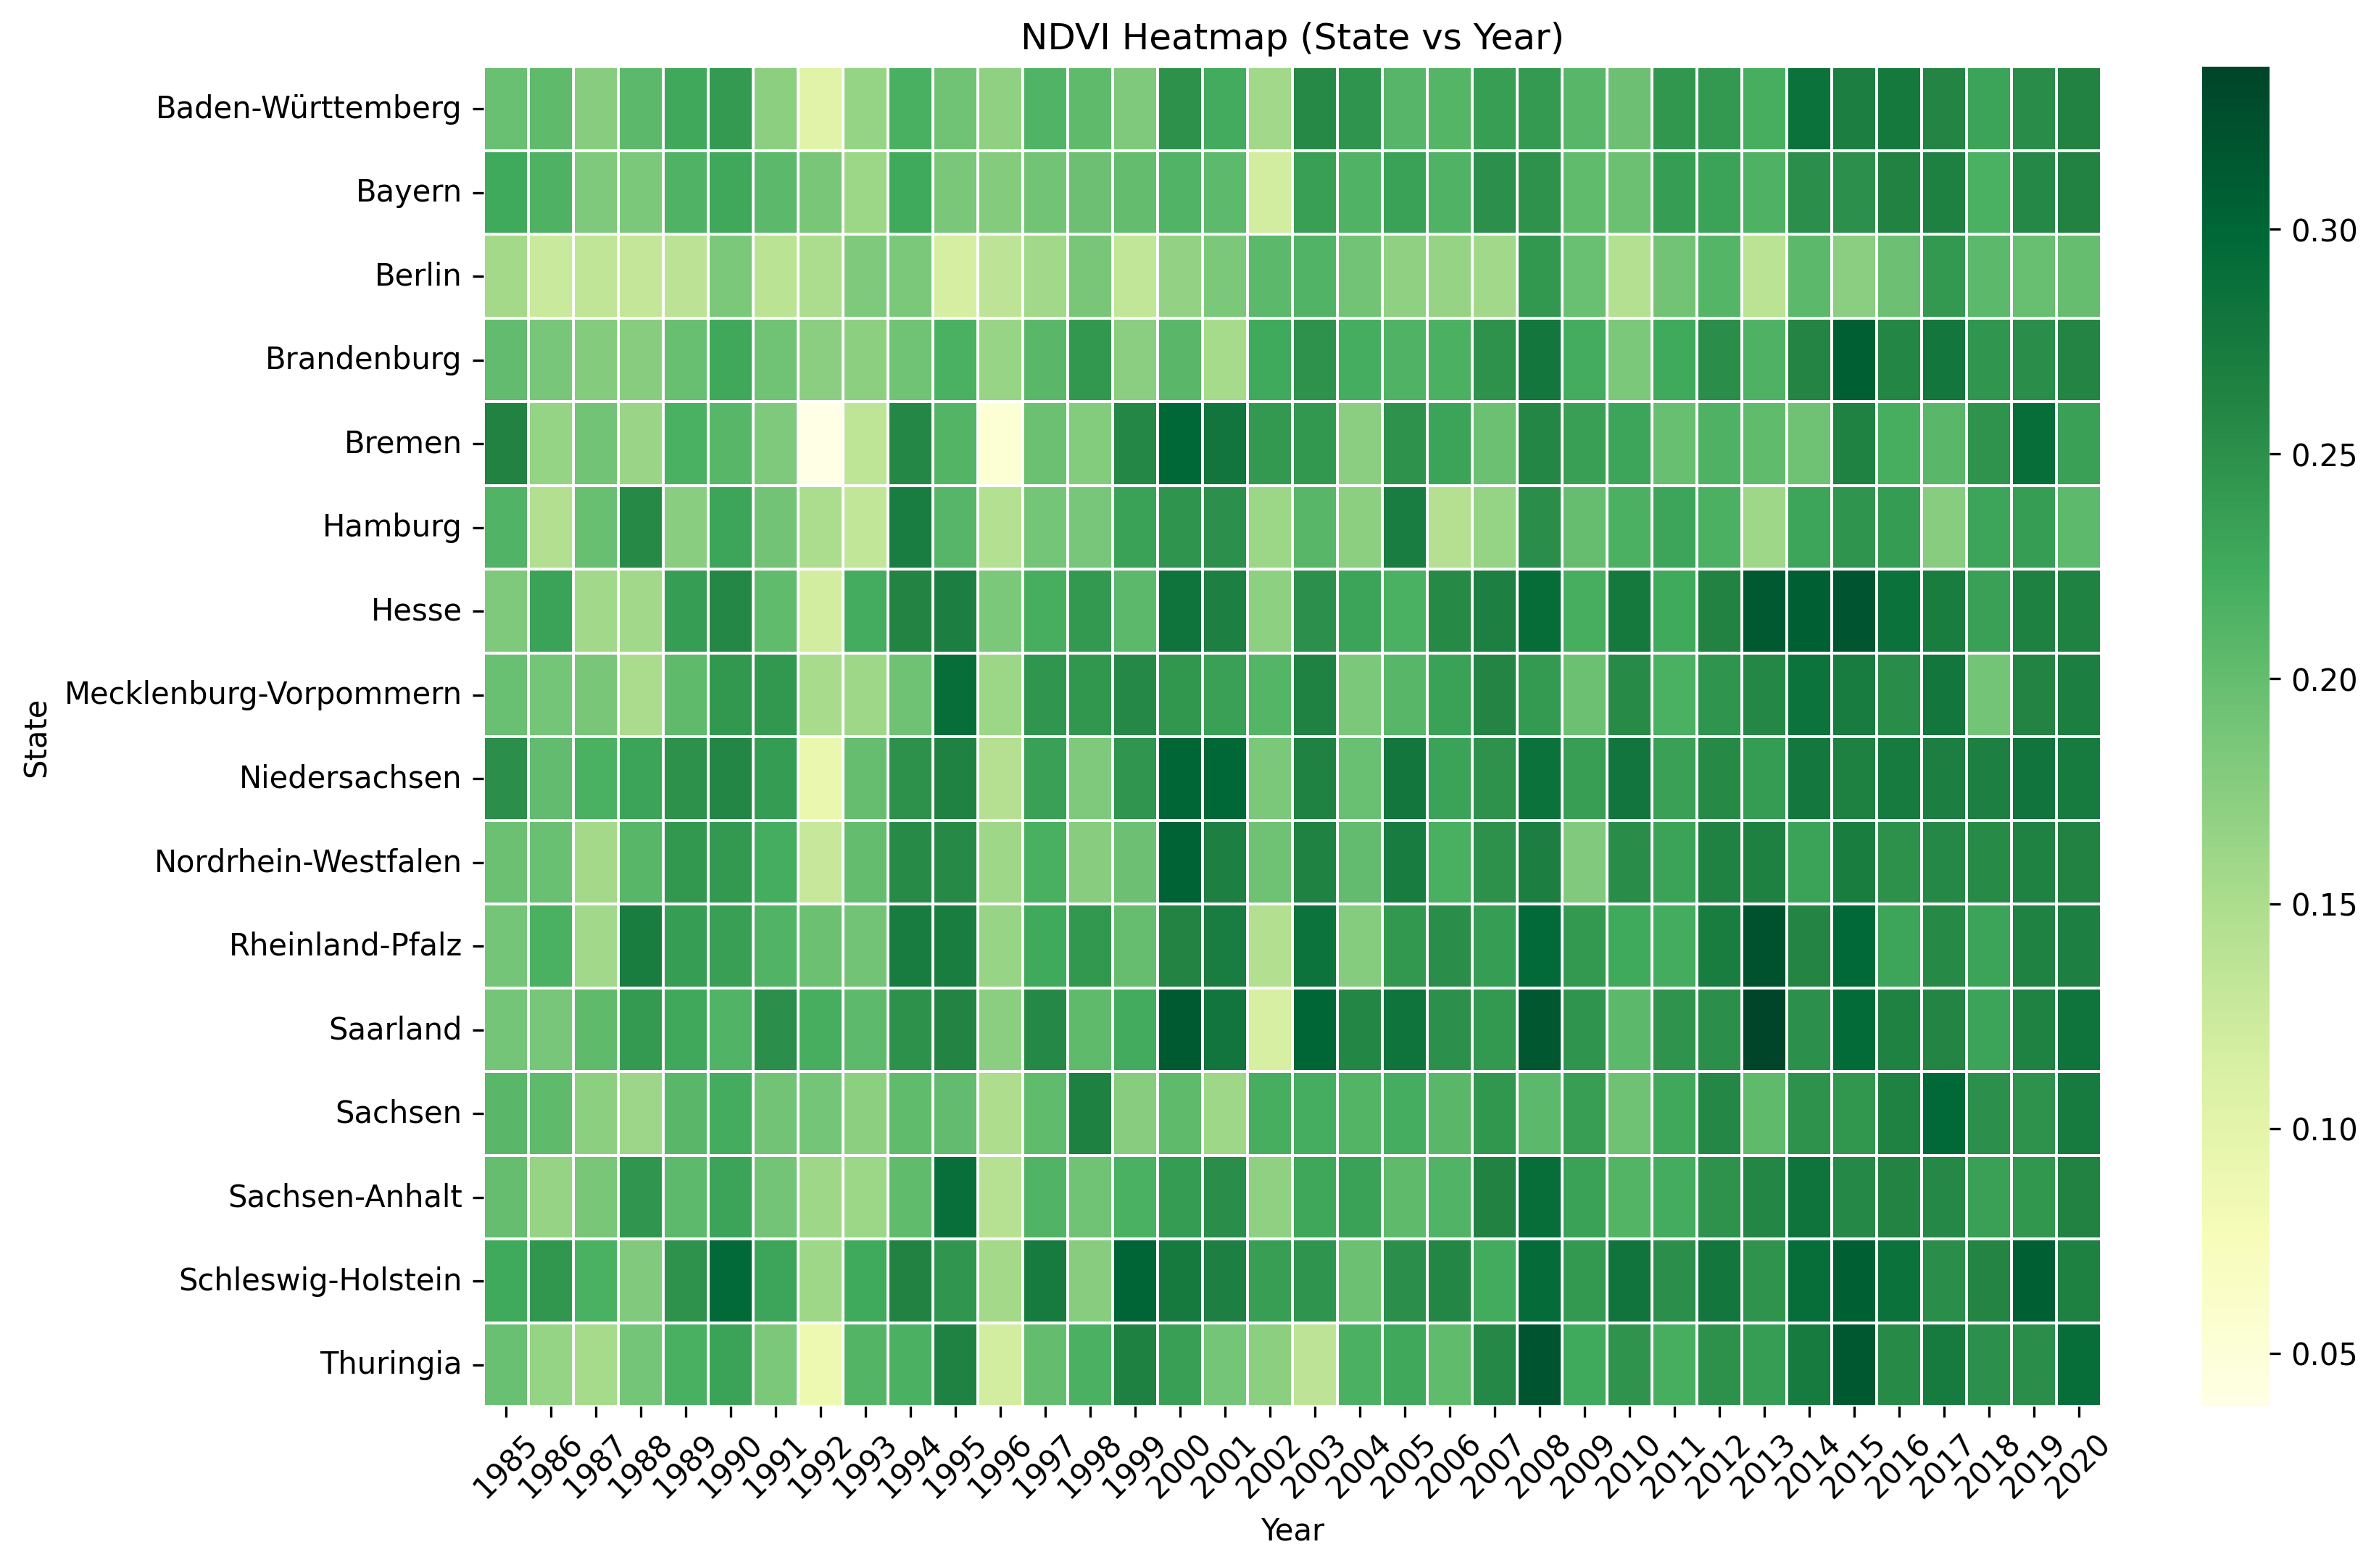 NDVI Heatmap (State vs Year)
State
Baden-Württemberg
Bayern
Berlin
Brandenburg
Bremen
Hamburg
Hesse
Mecklenburg-Vorpommern
Niedersachsen
Nordrhein-Westfalen
Rheinland-Pfalz
Saarland
Sachsen
Sachsen-Anhalt
Schleswig-Holstein
Thuringia
1985 1986 1987 1988 1989 1990 1991 1992 1993 1994 1995 1996 1997 1998 1999 2000 2001 2002 2003 2004 2005 2006 2007 2008 2009 2010 2011 2012 2013 2014 2015 2016 2017 2018 2019 2020
Year
0.30
0.25
0.20
0.15
0.10
0.05